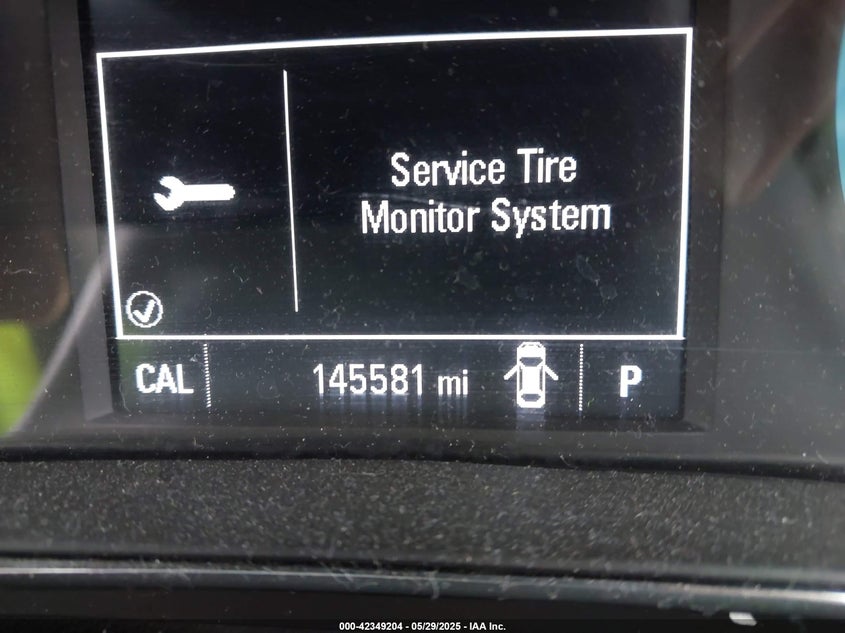 Service Tire
Monitor System
CAL 145581 mi P
000-42349204 - 05/29/2025 - IAA Inc.